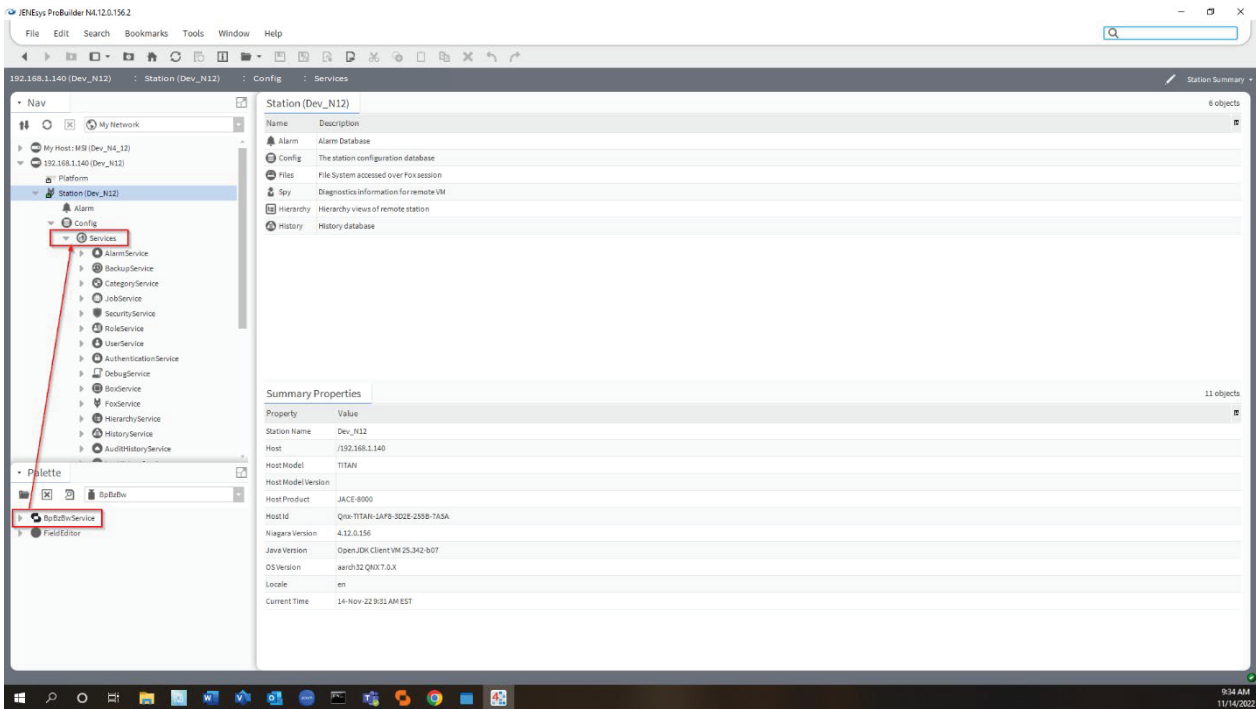 JENEsys ProBuilder N4.12.0.156.2
File Edit Search Bookmarks Tools Window Help
192.168.1.140 (Dev_N12) : Station (Dev_N12) : Config : Services
Station Summary
Nav
My Network
My Host: MSI (Dev_N4_12)
192.168.1.140 (Dev_N12)
Platform
Station (Dev_N12)
Alarm
Config
Services
AlarmService
BackupService
CategoryService
JobService
SecurityService
RoleService
UserService
AuthenticationService
DebugService
BoxService
FoxService
HierarchyService
HistoryService
AuditHistoryService
Palette
BpBzBw
BpBzBwService
FieldEditor
Station (Dev_N12) 6 objects
Name Description
Alarm Alarm Database
Config The station configuration database
Files File System accessed over Fox session
Spy Diagnostics information for remote VM
Hierarchy Hierarchy views of remote station
History History database
Summary Properties 11 objects
Property Value
Station Name Dev_N12
Host /192.168.1.140
Host Model TITAN
Host Model Version
Host Product JACE-8000
Host Id Qnx-TITAN-1AF8-3D2E-259B-7A5A
Niagara Version 4.12.0.156
Java Version OpenJDK Client VM 25.342-b07
OS Version aarch32 QNX 7.0.X
Locale en
Current Time 14-Nov-22 9:31 AM EST
9:34 AM
11/14/2022